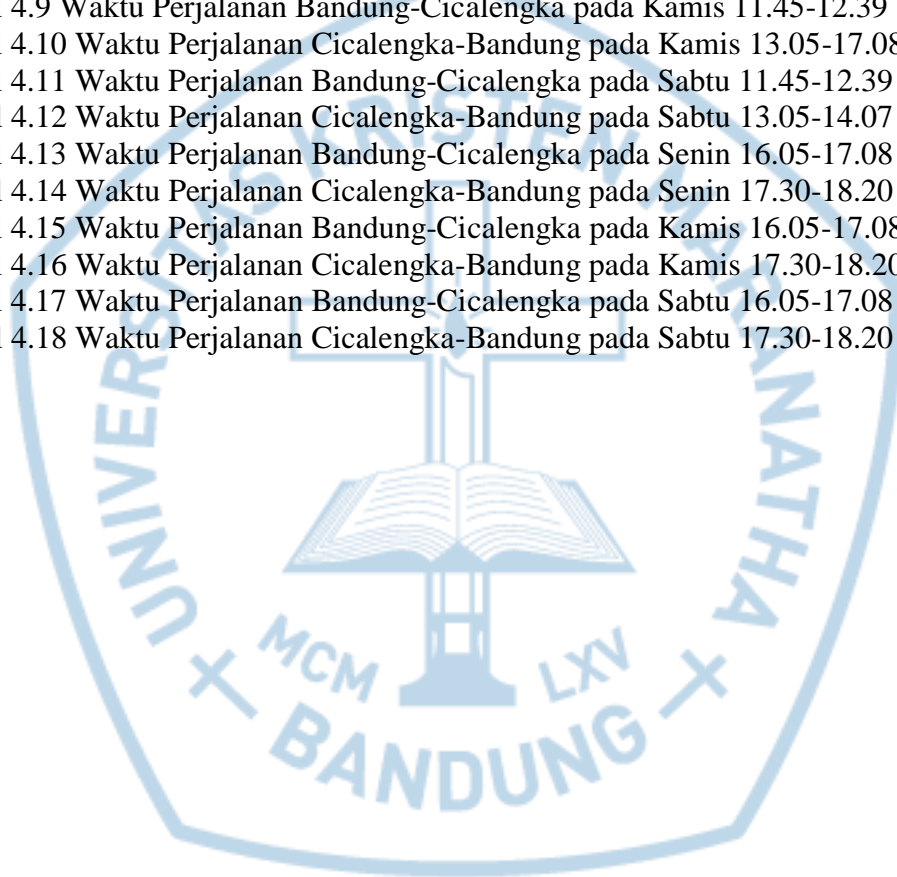 l 4.9 Waktu Perjalanan Bandung-Cicalengka pada Kamis 11.45-12.39
l 4.10 Waktu Perjalanan Cicalengka-Bandung pada Kamis 13.05-17.08
l 4.11 Waktu Perjalanan Bandung-Cicalengka pada Sabtu 11.45-12.39
l 4.12 Waktu Perjalanan Cicalengka-Bandung pada Sabtu 13.05-14.07
l 4.13 Waktu Perjalanan Bandung-Cicalengka pada Senin 16.05-17.08
l 4.14 Waktu Perjalanan Cicalengka-Bandung pada Senin 17.30-18.20
l 4.15 Waktu Perjalanan Bandung-Cicalengka pada Kamis 16.05-17.08
l 4.16 Waktu Perjalanan Cicalengka-Bandung pada Kamis 17.30-18.20
l 4.17 Waktu Perjalanan Bandung-Cicalengka pada Sabtu 16.05-17.08
l 4.18 Waktu Perjalanan Cicalengka-Bandung pada Sabtu 17.30-18.20
UNIVERSITAS KRISTEN MARANATHA
MCM LXV
BANDUNG